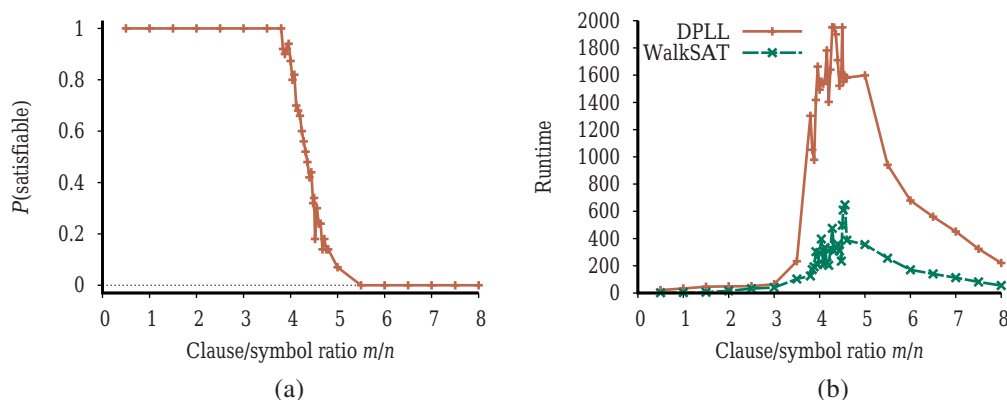 1
0.8
0.6
0.4
0.2
0
P(satisfiable)
0 1 2 3 4 5 6 7 8
Clause/symbol ratio m/n
(a)
2000
1800
1600
1400
1200
1000
800
600
400
200
0
Runtime
DPLL
WalkSAT
0 1 2 3 4 5 6 7 8
Clause/symbol ratio m/n
(b)